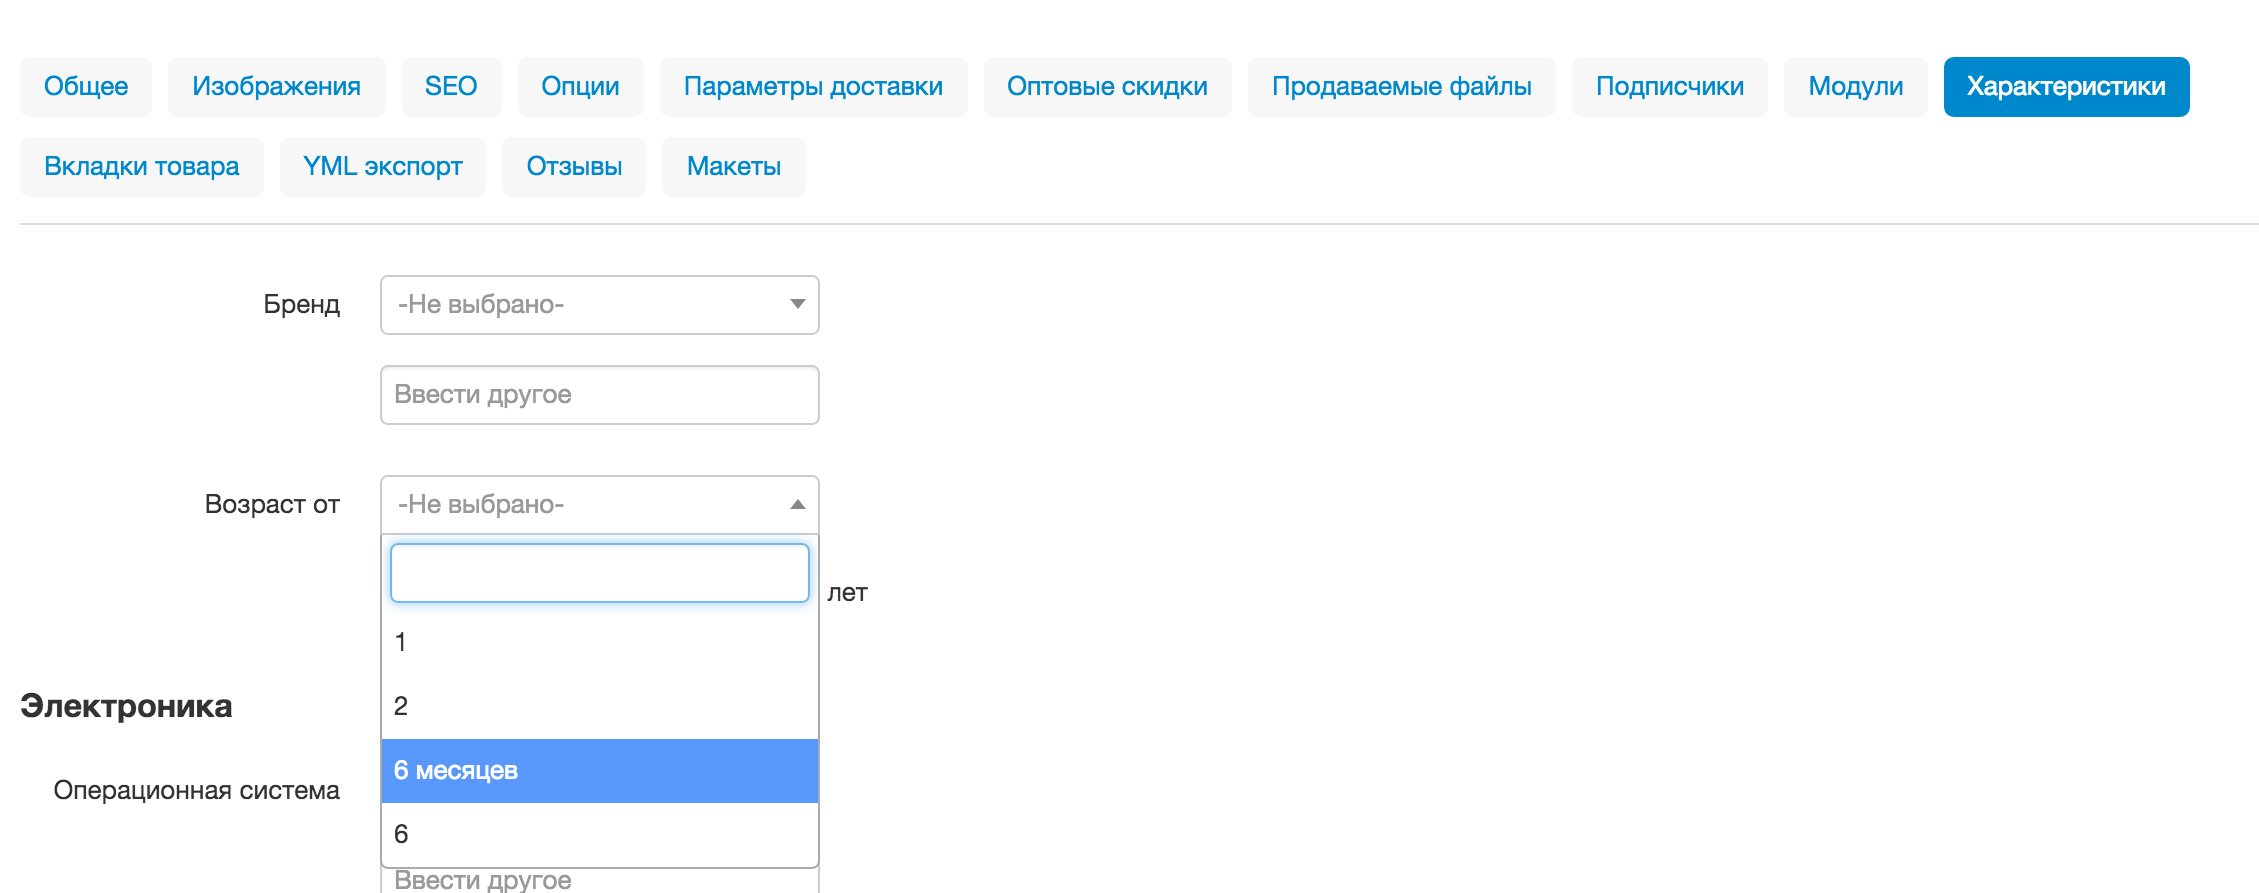 Общее Изображения SEO Опции Параметры доставки Оптовые скидки Продаваемые файлы Подписчики Модули Характеристики
Вкладки товара YML экспорт Отзывы Макеты
Бренд -Не выбрано-
Ввести другое
Возраст от -Не выбрано-
лет
1
2
Электроника
6 месяцев
Операционная система
6
Ввести другое